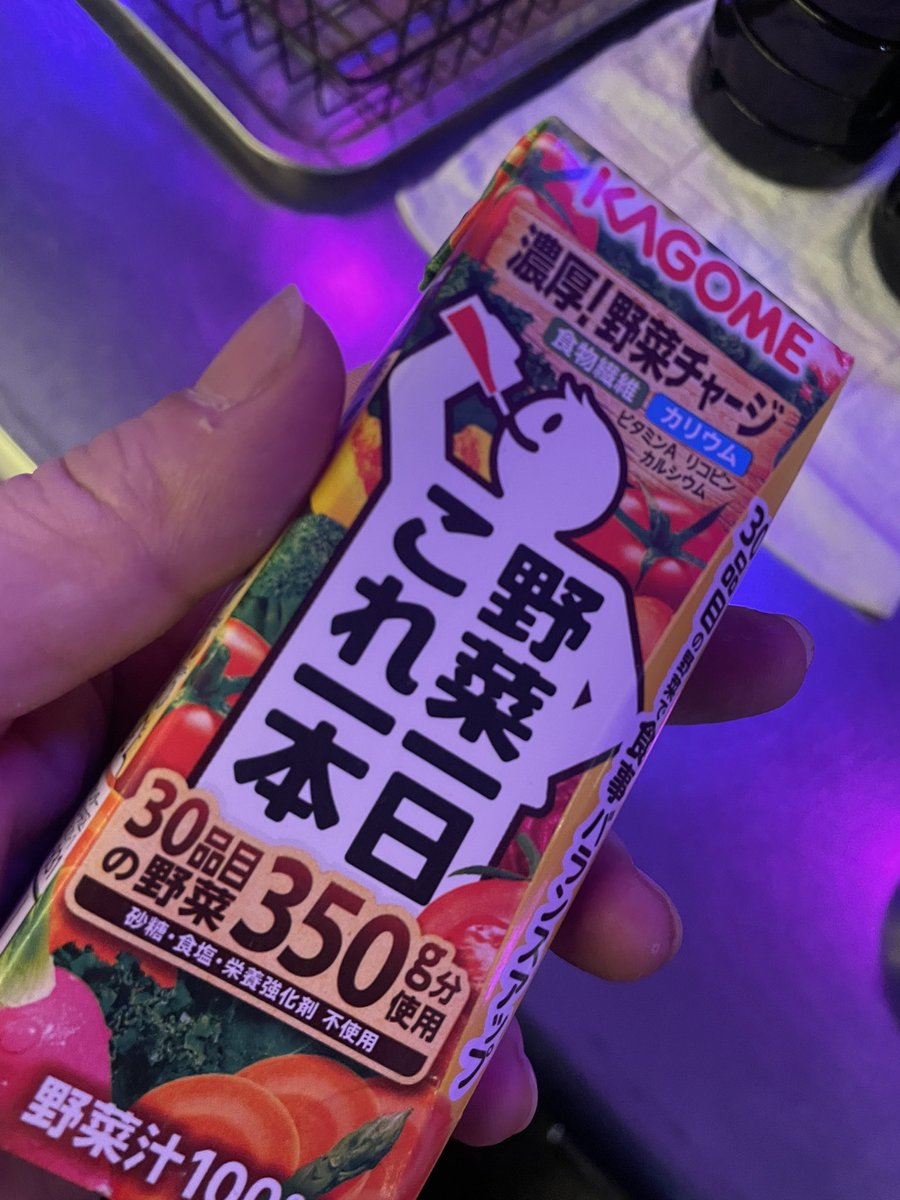 KAGOME
濃厚!野菜チャージ
食物繊維 カリウム
ビタミンA リコピン
カルシウム
野菜一日
これ一本
30品目
の野菜
350g分
使用
砂糖・食塩・栄養強化剤 不使用
野菜汁100%
30品目の野菜で栄養バランスアップ